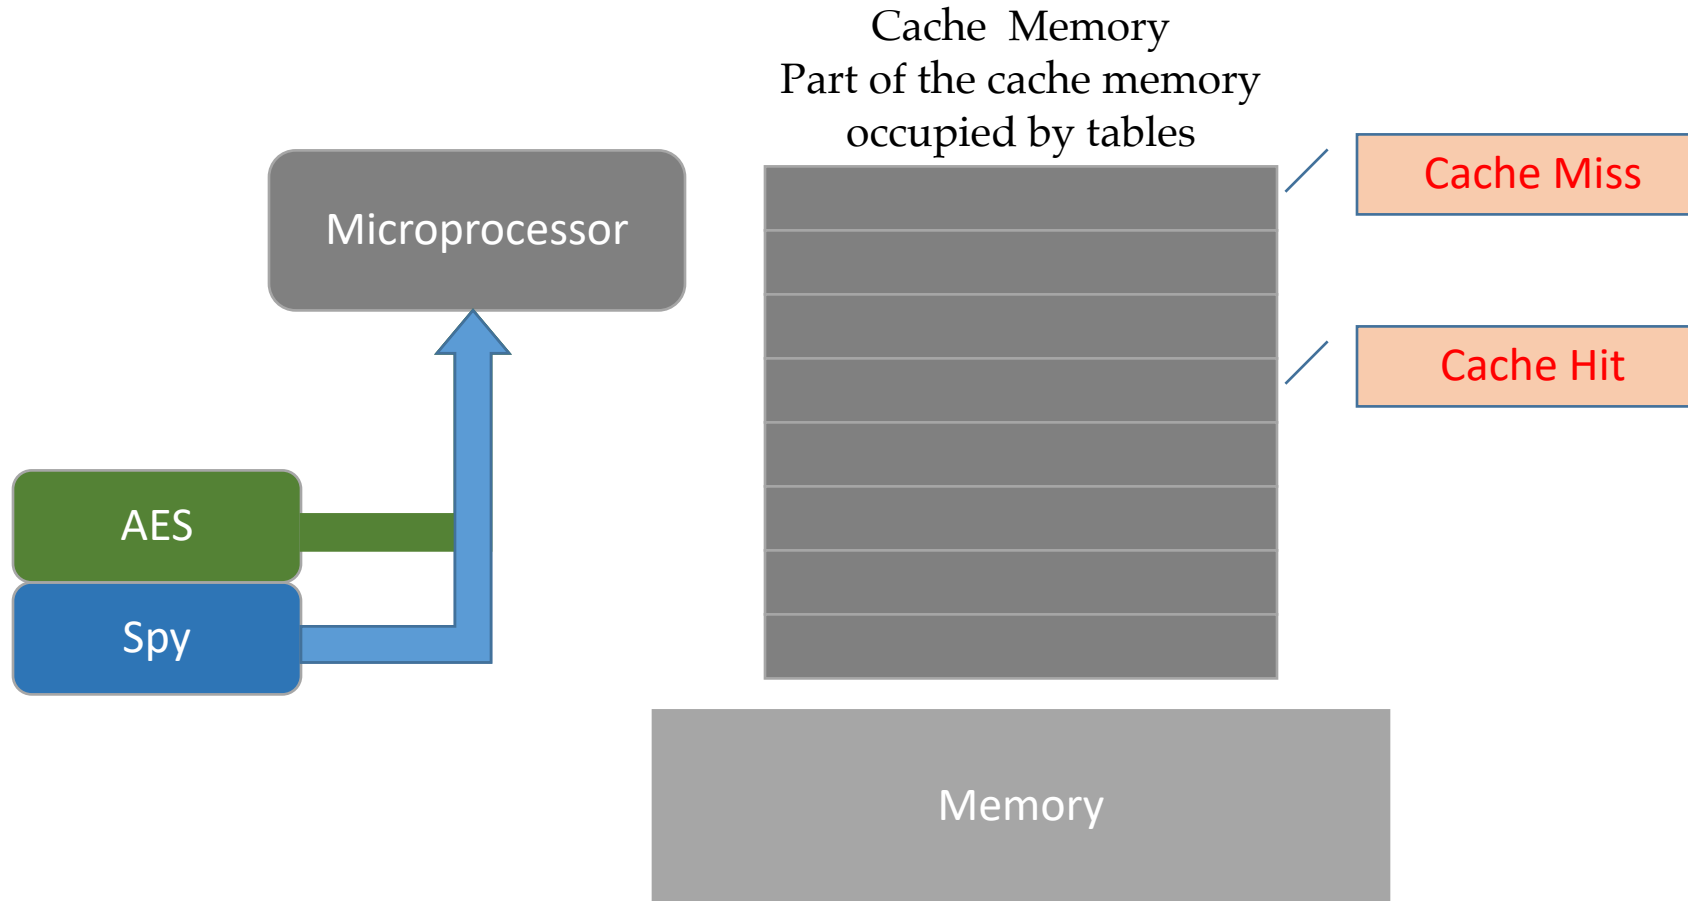 Cache Memory
Part of the cache memory
occupied by tables
Cache Miss
Microprocessor
Cache Hit
AES
Spy
Memory